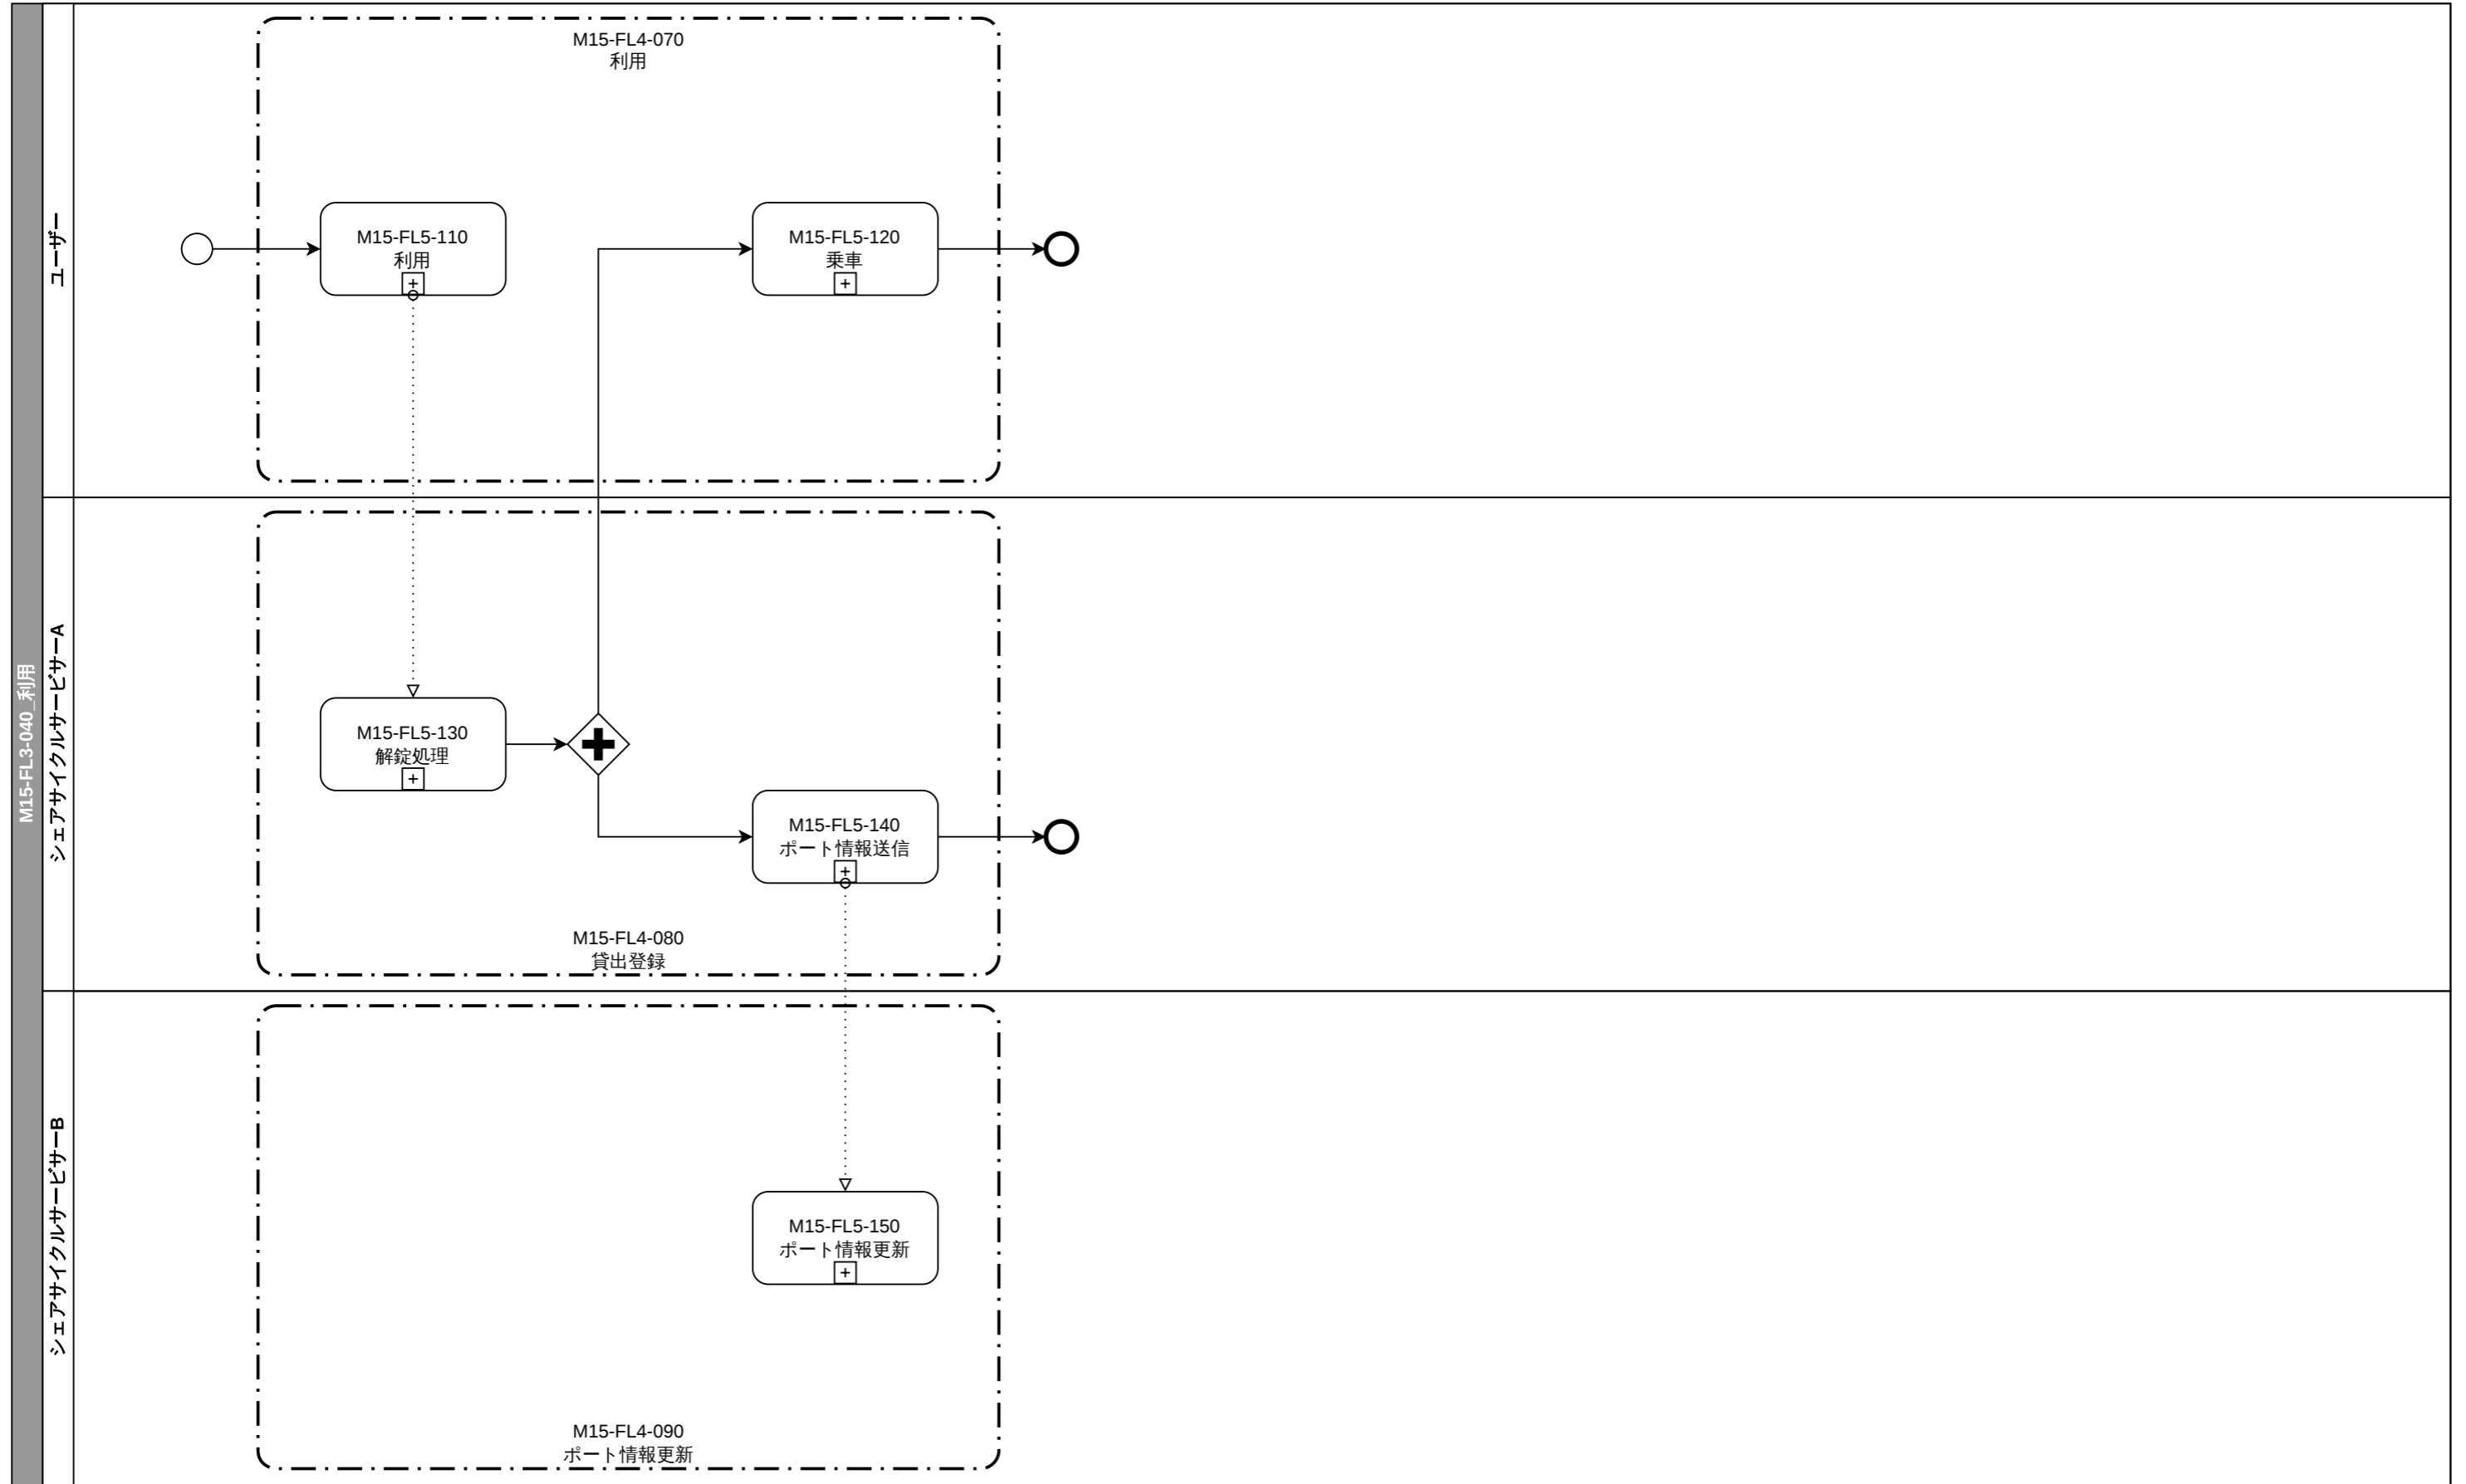 M15-FL3-040_利用
ユーザー
M15-FL4-070
利用
M15-FL5-110
利用
+
M15-FL5-120
乗車
+
シェアサイクルサービサーA
M15-FL5-130
解錠処理
+
M15-FL5-140
ポート情報送信
+
M15-FL4-080
貸出登録
シェアサイクルサービサーB
M15-FL5-150
ポート情報更新
+
M15-FL4-090
ポート情報更新